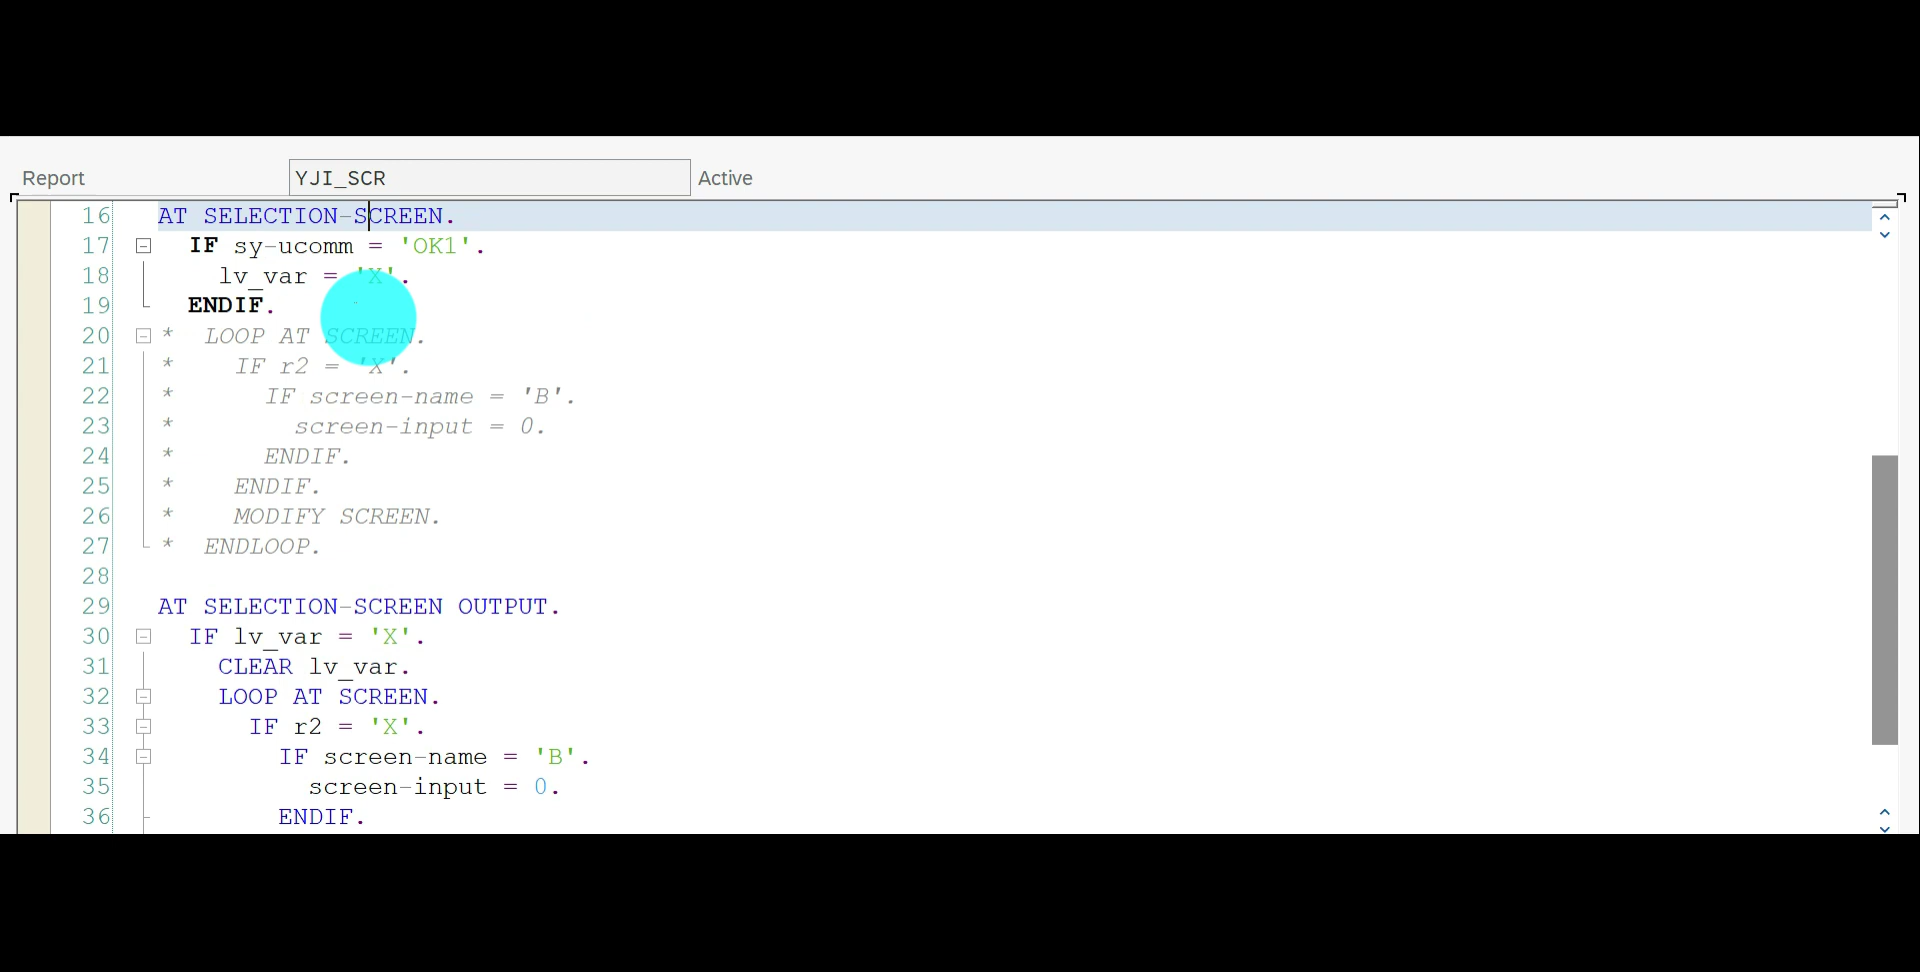 Report YJI_SCR Active
16 AT SELECTION-SCREEN.
17 IF sy-ucomm = 'OK1'.
18 lv_var = 'X'.
19 ENDIF.
20 * LOOP AT SCREEN.
21 * IF r2 = 'X'.
22 * IF screen-name = 'B'.
23 * screen-input = 0.
24 * ENDIF.
25 * ENDIF.
26 * MODIFY SCREEN.
27 * ENDLOOP.
28
29 AT SELECTION-SCREEN OUTPUT.
30 IF lv_var = 'X'.
31 CLEAR lv_var.
32 LOOP AT SCREEN.
33 IF r2 = 'X'.
34 IF screen-name = 'B'.
35 screen-input = 0.
36 ENDIF.